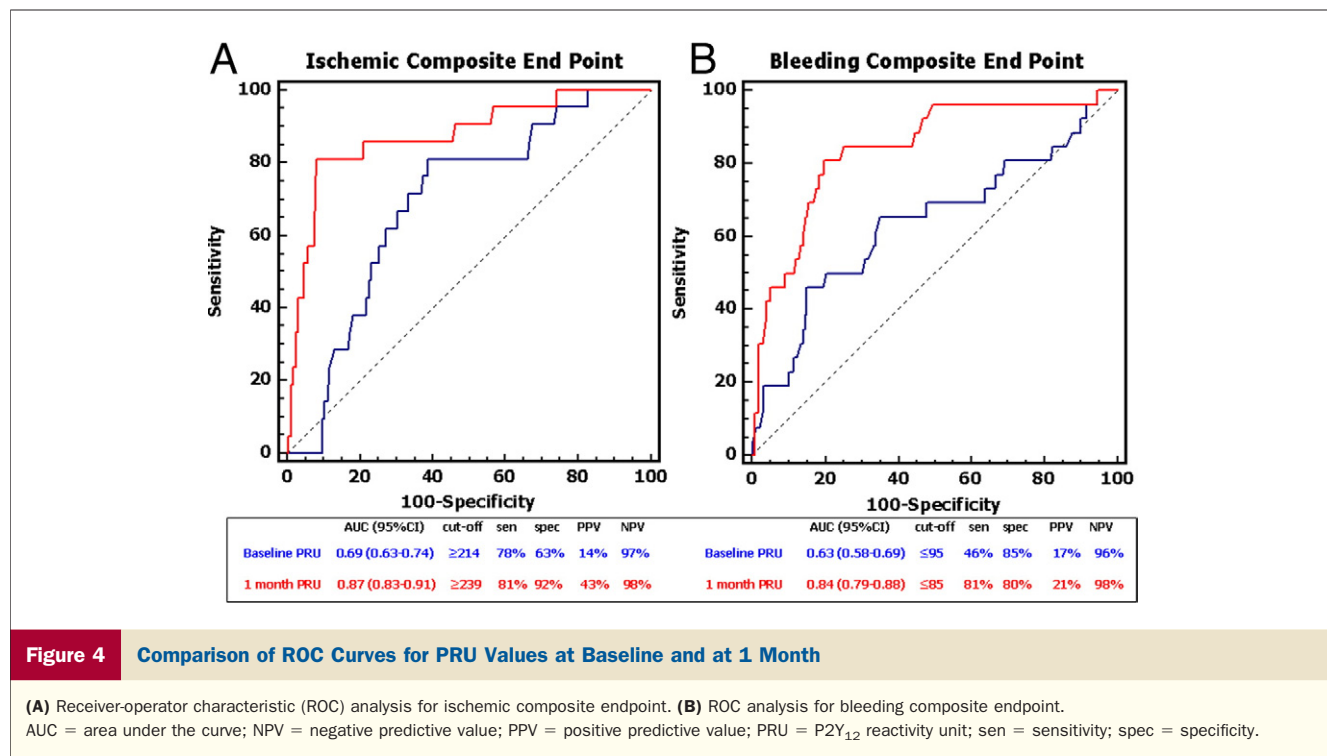 A
Ischemic Composite End Point
100
80
60
40
20
0
Sensitivity
0 20 40 60 80 100
100-Specificity
B
Bleeding Composite End Point
100
80
60
40
20
0
Sensitivity
0 20 40 60 80 100
100-Specificity
AUC (95%CI) cut-off sen spec PPV NPV
Baseline PRU 0.69 (0.63-0.74) ≥214 78% 63% 14% 97%
1 month PRU 0.87 (0.83-0.91) ≥239 81% 92% 43% 98%
AUC (95%CI) cut-off sen spec PPV NPV
Baseline PRU 0.63 (0.58-0.69) ≤95 46% 85% 17% 96%
1 month PRU 0.84 (0.79-0.88) ≤85 81% 80% 21% 98%
Figure 4 Comparison of ROC Curves for PRU Values at Baseline and at 1 Month
(A) Receiver-operator characteristic (ROC) analysis for ischemic composite endpoint. (B) ROC analysis for bleeding composite endpoint.
AUC = area under the curve; NPV = negative predictive value; PPV = positive predictive value; PRU = P2Y12 reactivity unit; sen = sensitivity; spec = specificity.